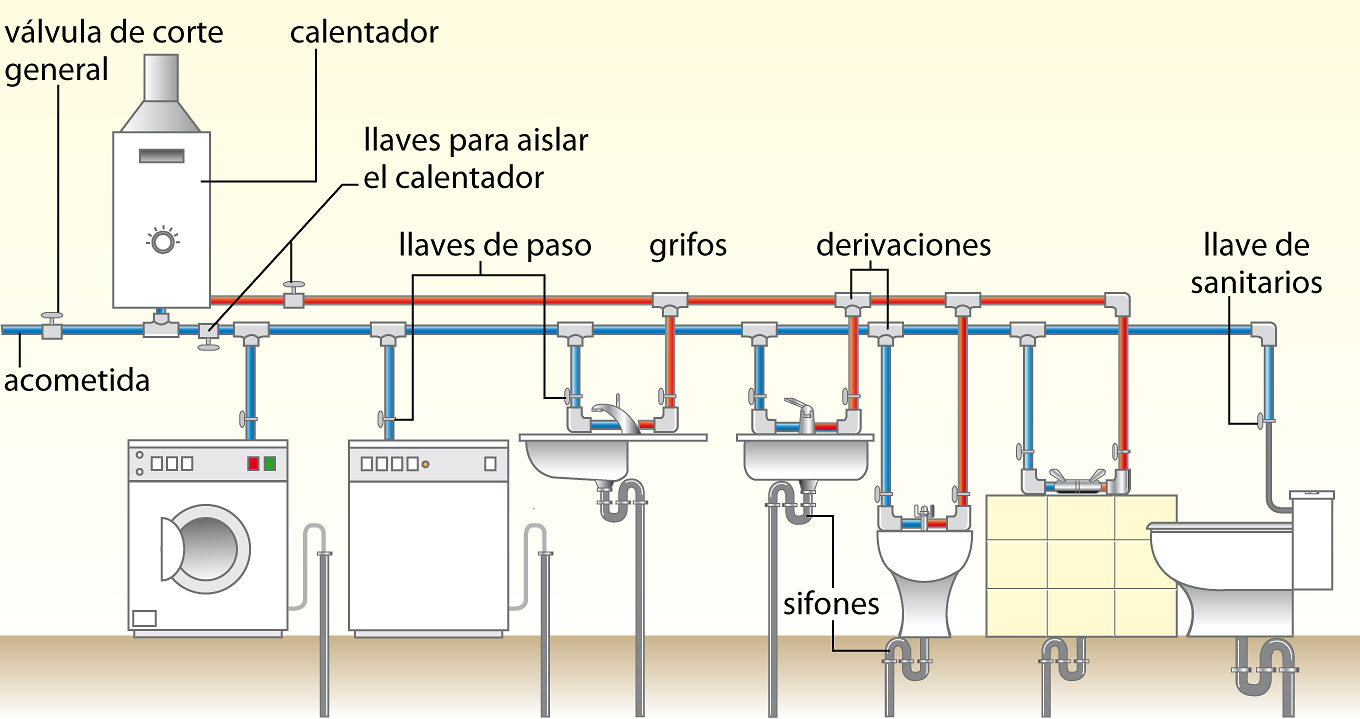 válvula de corte
general
calentador
llaves para aislar
el calentador
llaves de paso
grifos
derivaciones
llave de
sanitarios
acometida
sifones